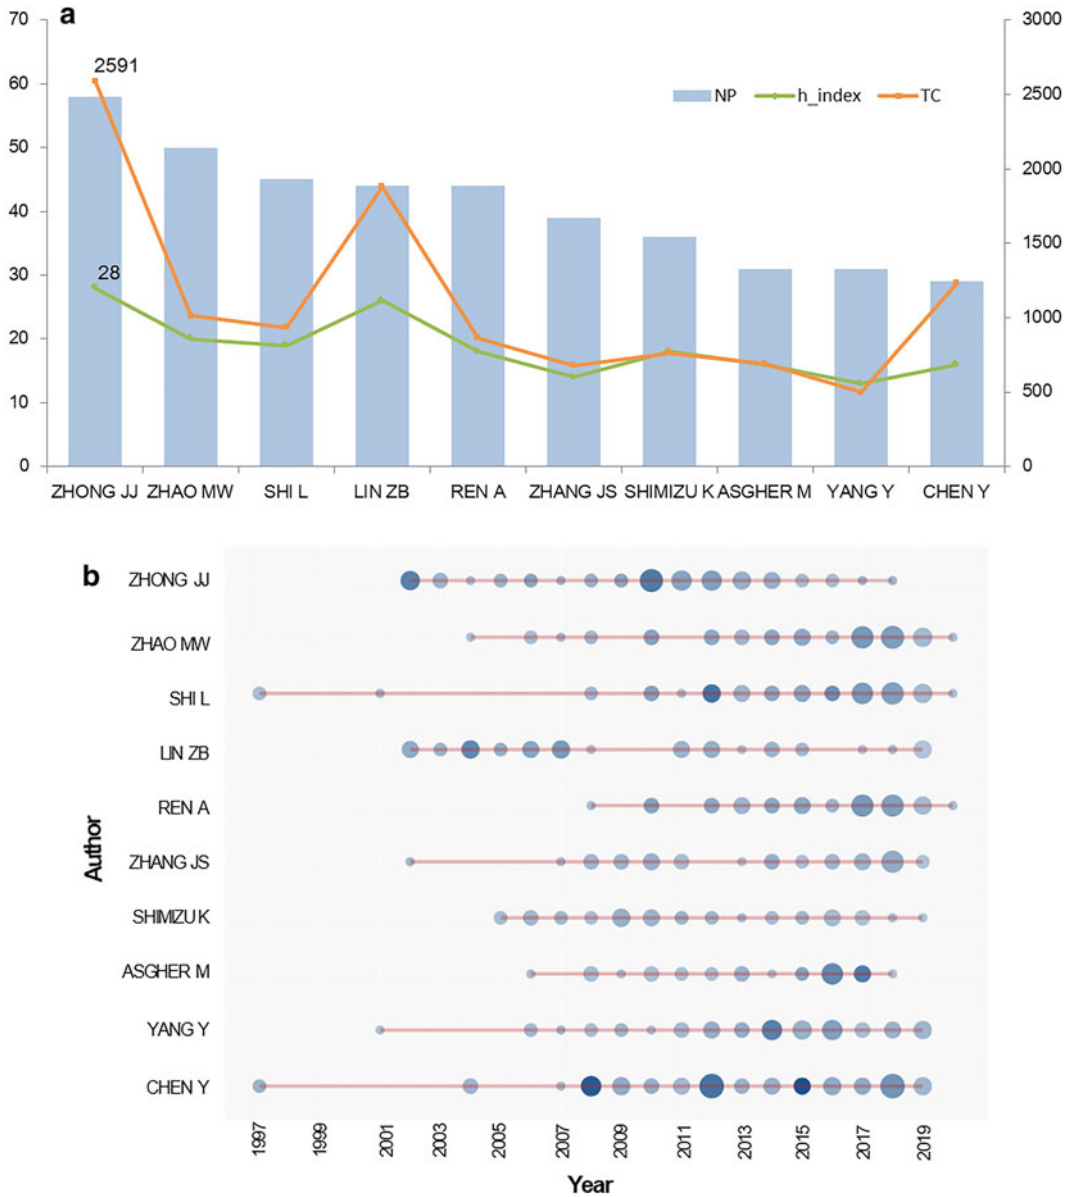 a
70
60
50
40
30
20
10
0
3000
2500
2000
1500
1000
500
0
2591
28
NP h_index TC
ZHONG JJ ZHAO MW SHI L LIN ZB REN A ZHANG JS SHIMIZU K ASGHER M YANG Y CHEN Y
b
Author
ZHONG JJ
ZHAO MW
SHI L
LIN ZB
REN A
ZHANG JS
SHIMIZU K
ASGHER M
YANG Y
CHEN Y
1997 1999 2001 2003 2005 2007 2009 2011 2013 2015 2017 2019
Year